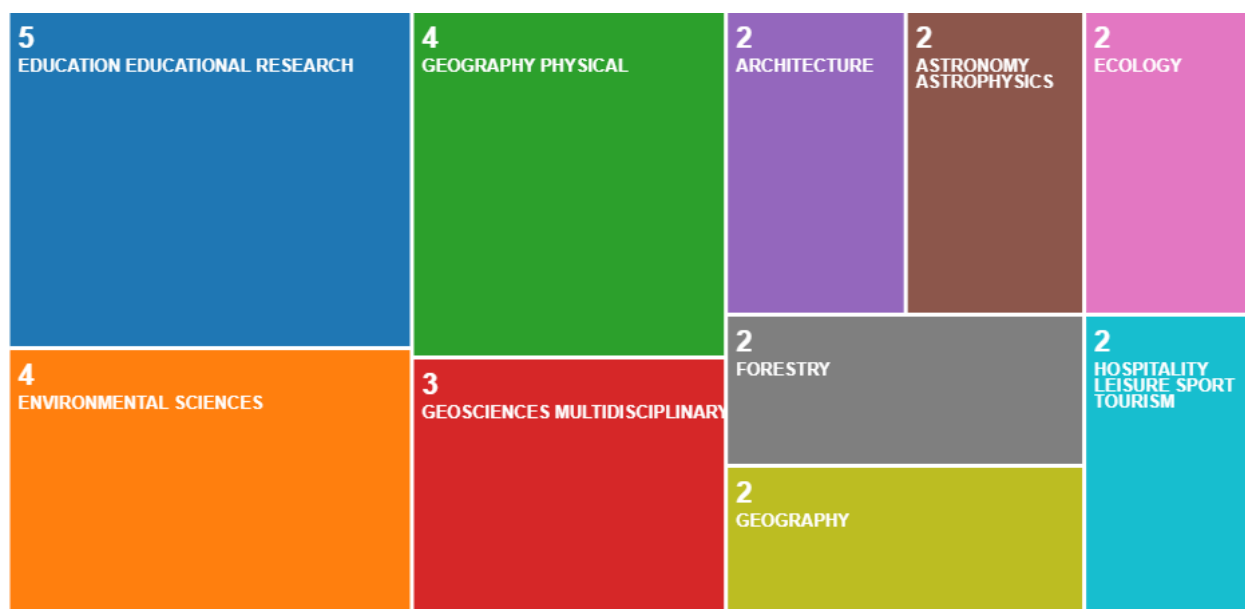 5
EDUCATION EDUCATIONAL RESEARCH
4
ENVIRONMENTAL SCIENCES
4
GEOGRAPHY PHYSICAL
3
GEOSCIENCES MULTIDISCIPLINARY
2
ARCHITECTURE
2
ASTRONOMY
ASTROPHYSICS
2
ECOLOGY
2
FORESTRY
2
GEOGRAPHY
2
HOSPITALITY
LEISURE SPORT
TOURISM